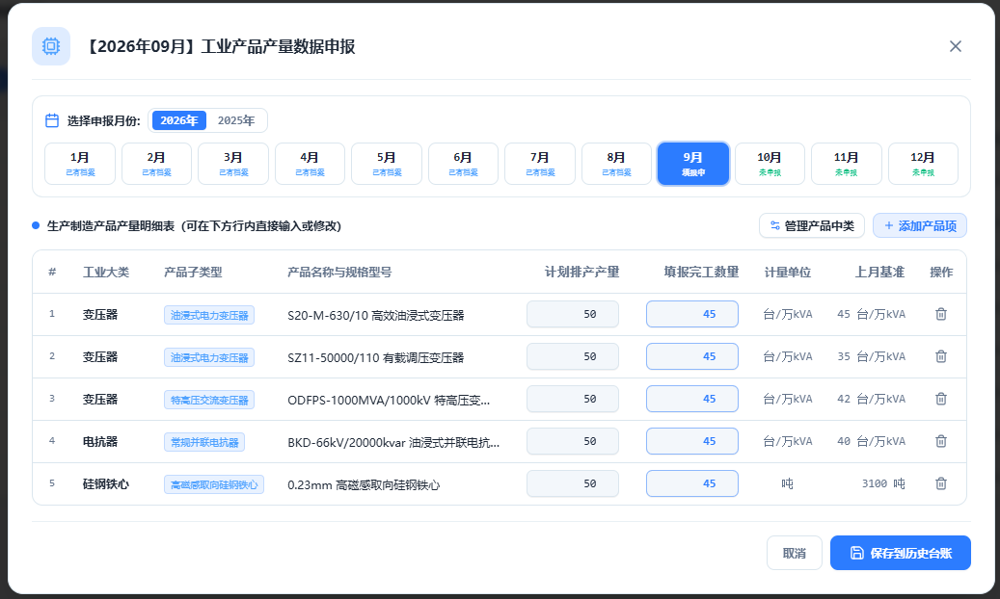 【2026年09月】工业产品产量数据申报
选择申报月份: 2026年 2025年
1月 2月 3月 4月 5月 6月 7月 8月 9月 10月 11月 12月
已有档案 已有档案 已有档案 已有档案 已有档案 已有档案 已有档案 已有档案 填报中 未申报 未申报 未申报
生产制造产品产量明细表 (可在下方行内直接输入或修改) 管理产品中类 + 添加产品项
# 工业大类 产品子类型 产品名称与规格型号 计划排产产量 填报完工数量 计量单位 上月基准 操作
1 变压器 油浸式电力变压器 S20-M-630/10 高效油浸式变压器 50 45 台/万kVA 45 台/万kVA
2 变压器 油浸式电力变压器 SZ11-50000/110 有载调压变压器 50 45 台/万kVA 35 台/万kVA
3 变压器 特高压交流变压器 ODFPS-1000MVA/1000kV 特高压变... 50 45 台/万kVA 42 台/万kVA
4 电抗器 常规并联电抗器 BKD-66kV/20000kvar 油浸式并联电抗... 50 45 台/万kVA 40 台/万kVA
5 硅钢铁心 高磁感取向硅钢铁心 0.23mm 高磁感取向硅钢铁心 50 45 吨 3100 吨
取消 保存到历史台账